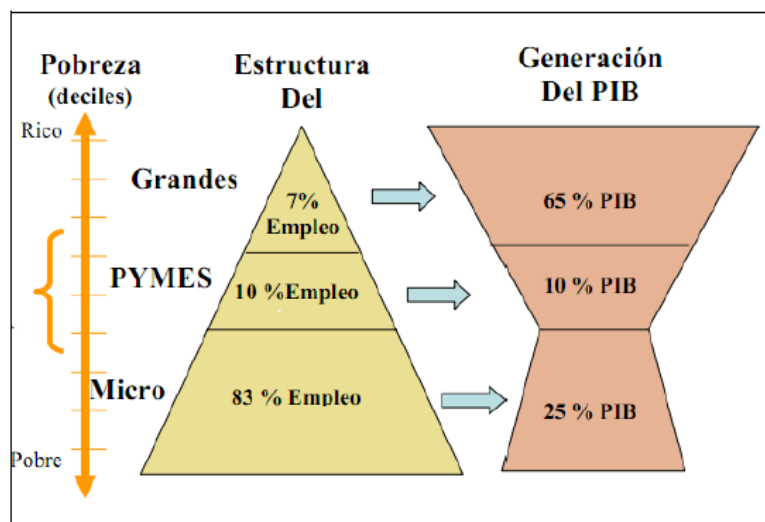 Pobreza
(deciles)
Estructura
Del
Generación
Del PIB
Rico
Grandes
7%
Empleo
65 % PIB
PYMES
10 %Empleo
10 % PIB
Micro
83 % Empleo
25 % PIB
Pobre